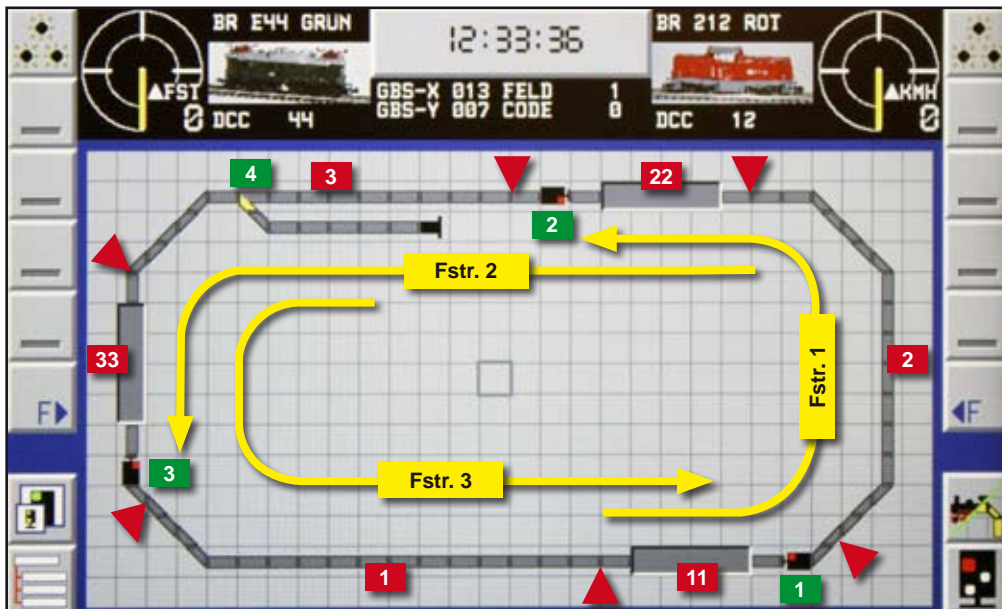 BR E44 GRUN
12:33:36
BR 212 ROT
▲FST
0
DCC 44
GBS-X 013 FELD 1
GBS-Y 007 CODE 0
DCC 12
▲KMH
0
4
3
22
2
Fstr. 2
33
Fstr. 1
2
F▶
◀F
3
Fstr. 3
1
11
1